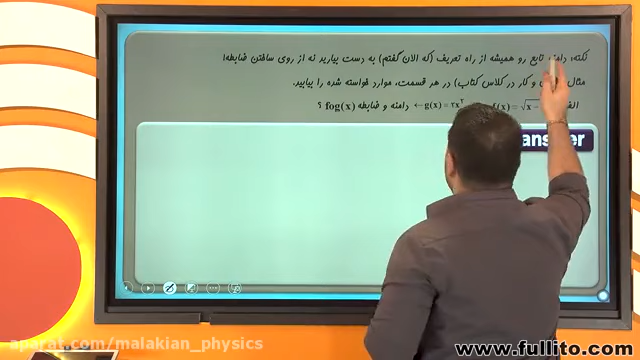 نکته: دامنه تابع رو همیشه از راه تعریف (که الان گفتم) به دست بیارید نه از روی ساختن ضابطه!
مثال و کار در کلاس کتاب) در هر قسمت، موارد خواسته شده را بیابید.
الف f(x) = √x - g(x) = ۲x² ← دامنه و ضابطه fog(x) ؟
answer
aparat.com/malakian_physics
www.fullito.com